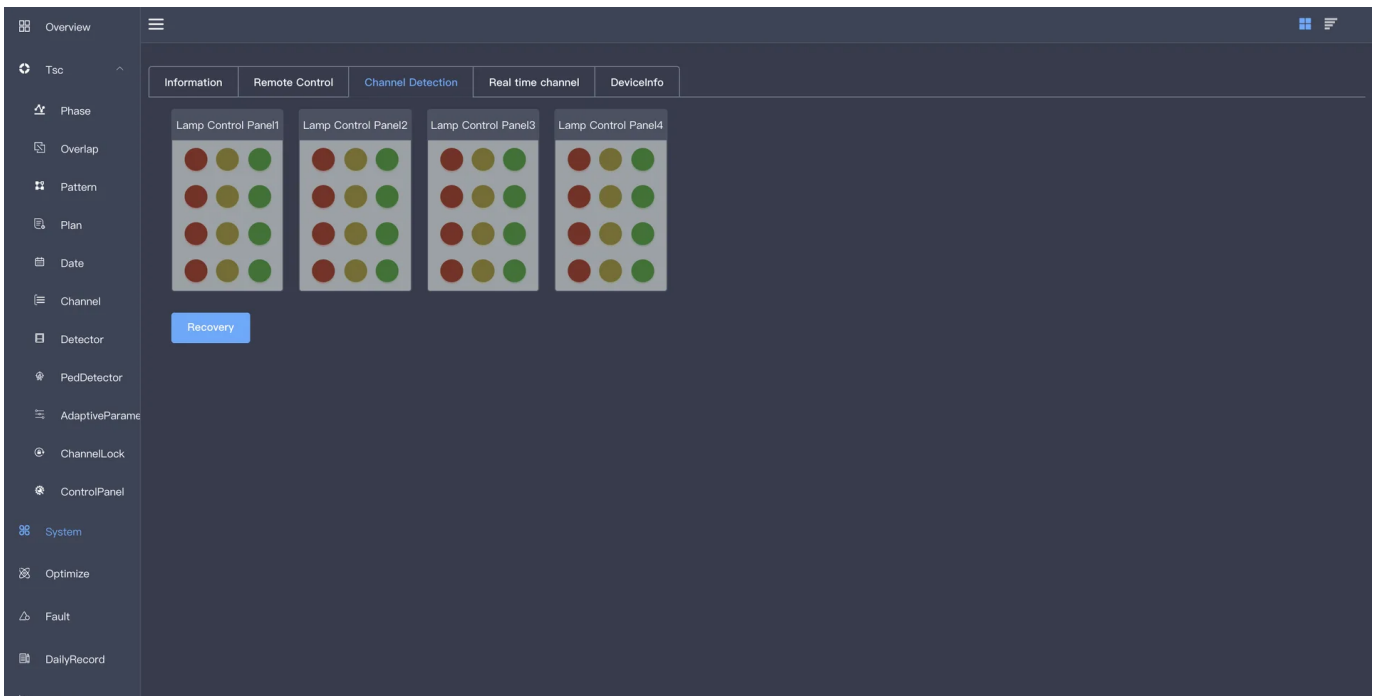 Overview
Tsc
Phase
Overlap
Pattern
Plan
Date
Channel
Detector
PedDetector
AdaptiveParame
ChannelLock
ControlPanel
System
Optimize
Fault
DailyRecord
Information Remote Control Channel Detection Real time channel DeviceInfo
Lamp Control Panel1 Lamp Control Panel2 Lamp Control Panel3 Lamp Control Panel4
Recovery